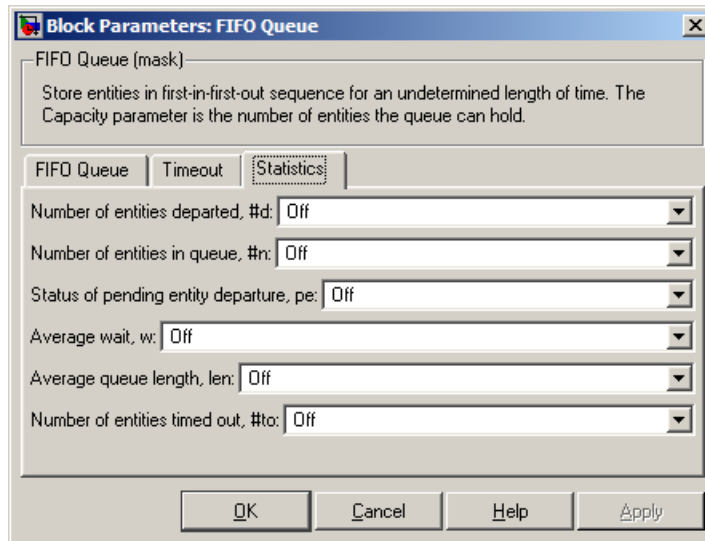 Block Parameters: FIFO Queue
FIFO Queue (mask)
Store entities in first-in-first-out sequence for an undetermined length of time. The
Capacity parameter is the number of entities the queue can hold.
FIFO Queue Timeout Statistics
Number of entities departed, #d: Off
Number of entities in queue, #n: Off
Status of pending entity departure, pe: Off
Average wait, w: Off
Average queue length, len: Off
Number of entities timed out, #to: Off
OK Cancel Help Apply